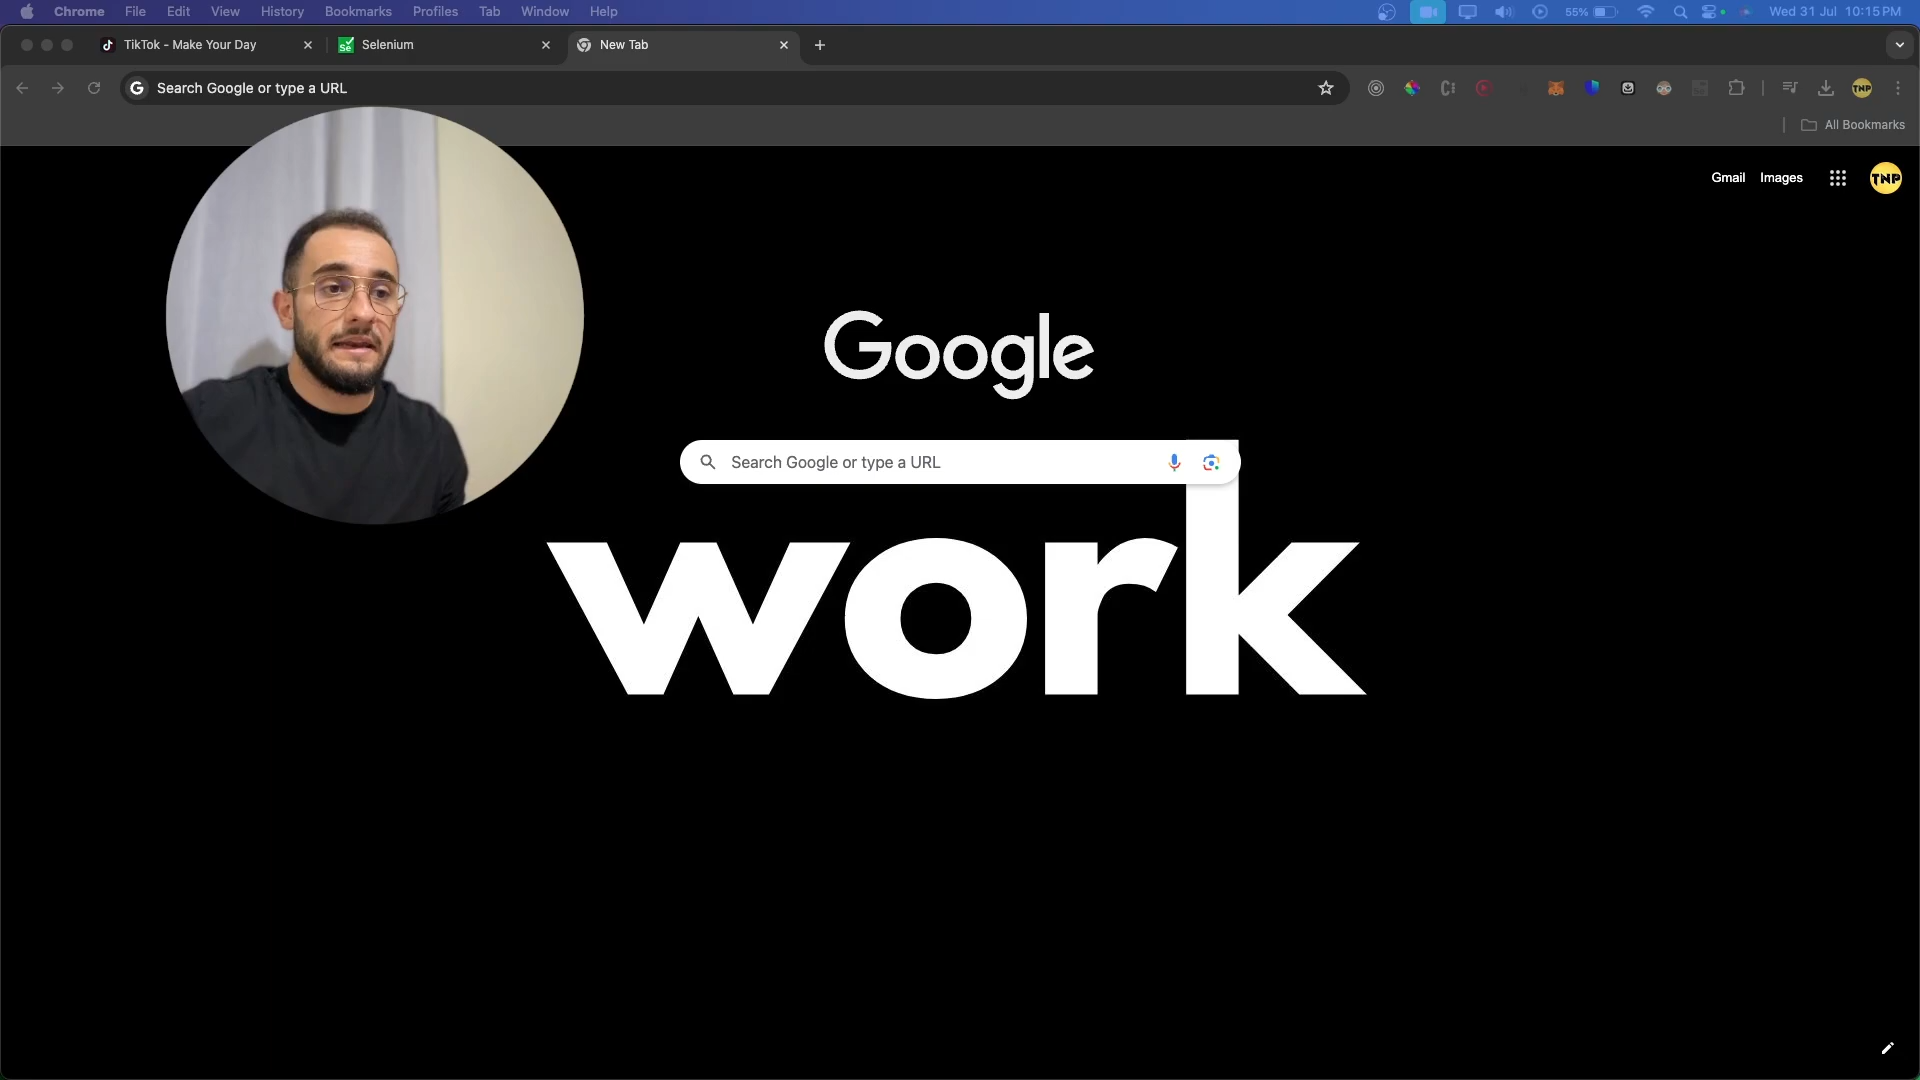 Chrome File Edit View History Bookmarks Profiles Tab Window Help 55% Wed 31 Jul 10:15 PM
TikTok - Make Your Day Selenium New Tab
Search Google or type a URL TNP
All Bookmarks
Gmail Images TNP
Google
Search Google or type a URL
work